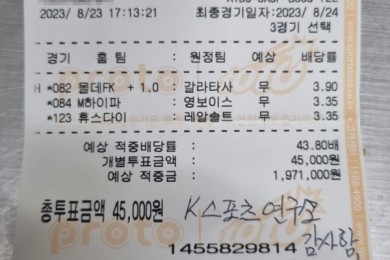 2023/ 8/23 17:13:21 최종경기일자:2023/ 8/24
3경기 선택
경기 홈 팀 : 원정팀 예상 배당률
H *082 몰데FK + 1.0 : 갈라타사 무 3.90
*084 M하이파 : 영보이스 무 3.35
*123 휴스다이 : 레알솔트 무 3.35
예상 적중배당률 43.80배
개별투표금액 45,000원
예상 적중금 1,971,000원
총투표금액 45,000원 K스포츠연구소
1455829814 감사함,
proto